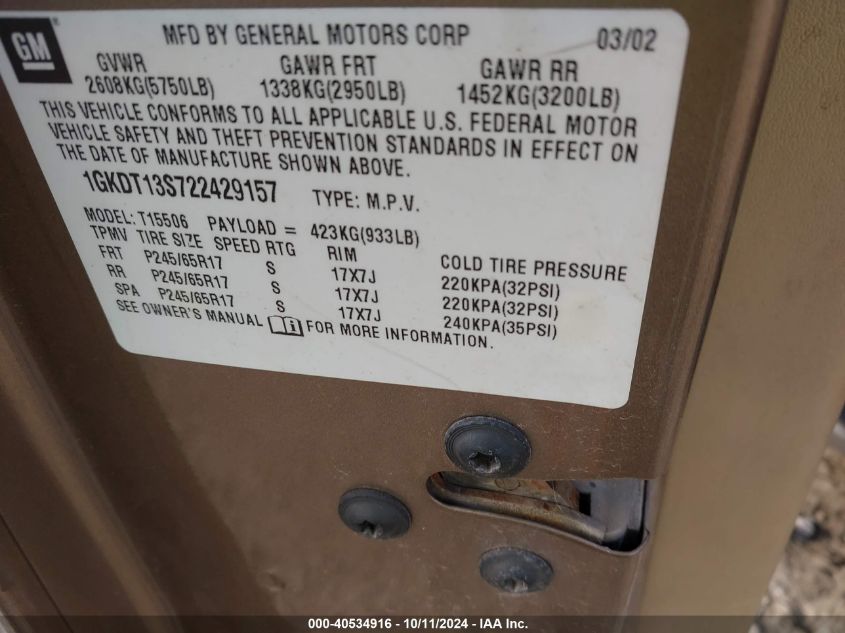 GM
MFD BY GENERAL MOTORS CORP 03/02
GVWR GAWR FRT GAWR RR
2608KG(5750LB) 1338KG(2950LB) 1452KG(3200LB)
THIS VEHICLE CONFORMS TO ALL APPLICABLE U.S. FEDERAL MOTOR
VEHICLE SAFETY AND THEFT PREVENTION STANDARDS IN EFFECT ON
THE DATE OF MANUFACTURE SHOWN ABOVE.
1GKDT13S722429157 TYPE: M.P.V.
MODEL: T15506 PAYLOAD = 423KG(933LB)
TPMV TIRE SIZE SPEED RTG RIM COLD TIRE PRESSURE
FRT P245/65R17 S 17X7J 220KPA(32PSI)
RR P245/65R17 S 17X7J 220KPA(32PSI)
SPA P245/65R17 S 17X7J 240KPA(35PSI)
SEE OWNER'S MANUAL FOR MORE INFORMATION.
000-40534916 - 10/11/2024 - IAA Inc.